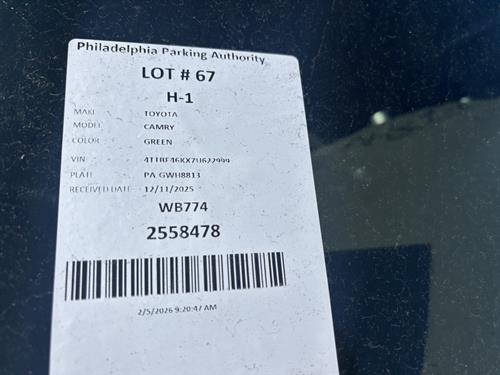 Philadelphia Parking Authority
LOT # 67
H-1
MAKE TOYOTA
MODEL CAMRY
COLOR GREEN
VIN
PLATE PA GWH8813
RECEIVED DATE 12/11/2025
WB774
2558478
2/5/2026 9:20:47 AM